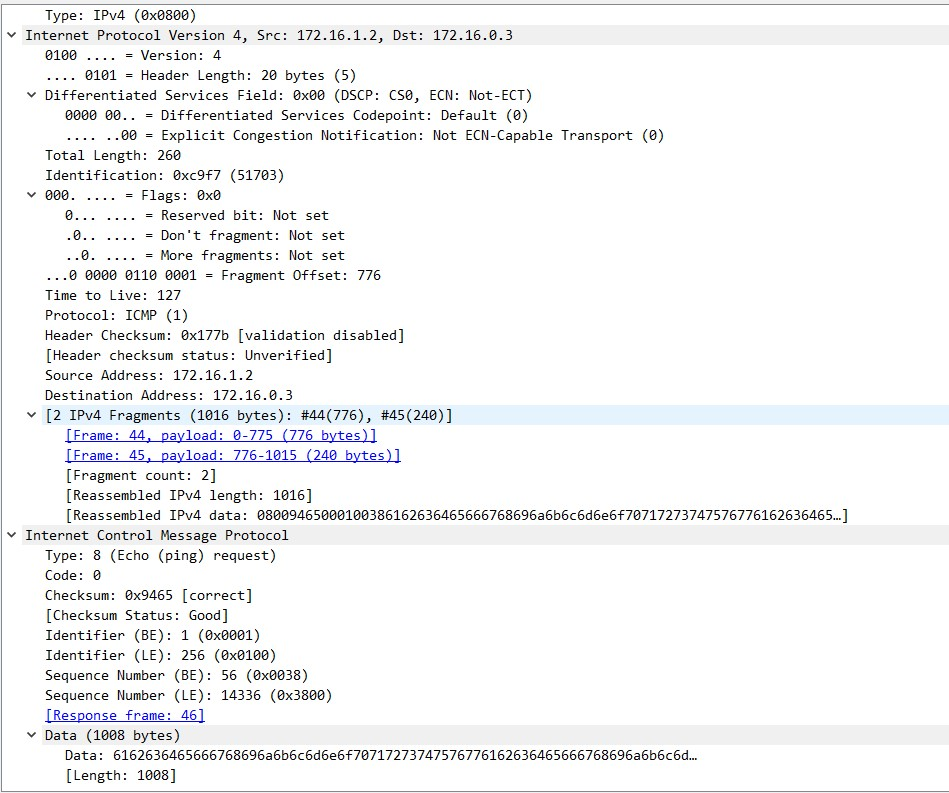 Type: IPv4 (0x0800)
Internet Protocol Version 4, Src: 172.16.1.2, Dst: 172.16.0.3
0100 .... = Version: 4
.... 0101 = Header Length: 20 bytes (5)
Differentiated Services Field: 0x00 (DSCP: CS0, ECN: Not-ECT)
0000 00.. = Differentiated Services Codepoint: Default (0)
.... ..00 = Explicit Congestion Notification: Not ECN-Capable Transport (0)
Total Length: 260
Identification: 0xc9f7 (51703)
000. .... = Flags: 0x0
0... .... = Reserved bit: Not set
.0.. .... = Don't fragment: Not set
..0. .... = More fragments: Not set
...0 0000 0110 0001 = Fragment Offset: 776
Time to Live: 127
Protocol: ICMP (1)
Header Checksum: 0x177b [validation disabled]
[Header checksum status: Unverified]
Source Address: 172.16.1.2
Destination Address: 172.16.0.3
[2 IPv4 Fragments (1016 bytes): #44(776), #45(240)]
[Frame: 44, payload: 0-775 (776 bytes)]
[Frame: 45, payload: 776-1015 (240 bytes)]
[Fragment count: 2]
[Reassembled IPv4 length: 1016]
[Reassembled IPv4 data: 08009465000100386162636465666768696a6b6c6d6e6f7071727374757677616263646​5…]
Internet Control Message Protocol
Type: 8 (Echo (ping) request)
Code: 0
Checksum: 0x9465 [correct]
[Checksum Status: Good]
Identifier (BE): 1 (0x0001)
Identifier (LE): 256 (0x0100)
Sequence Number (BE): 56 (0x0038)
Sequence Number (LE): 14336 (0x3800)
[Response frame: 46]
Data (1008 bytes)
Data: 6162636465666768696a6b6c6d6e6f7071727374757677616263646566676869​6a6b6c6d…
[Length: 1008]